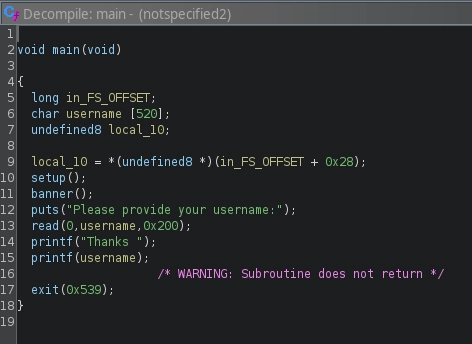 Decompile: main - (notspecified2)
1
2 void main(void)
3
4 {
5 long in_FS_OFFSET;
6 char username [520];
7 undefined8 local_10;
8
9 local_10 = *(undefined8 *)(in_FS_OFFSET + 0x28);
10 setup();
11 banner();
12 puts("Please provide your username:");
13 read(0,username,0x200);
14 printf("Thanks ");
15 printf(username);
16 /* WARNING: Subroutine does not return */
17 exit(0x539);
18 }
19